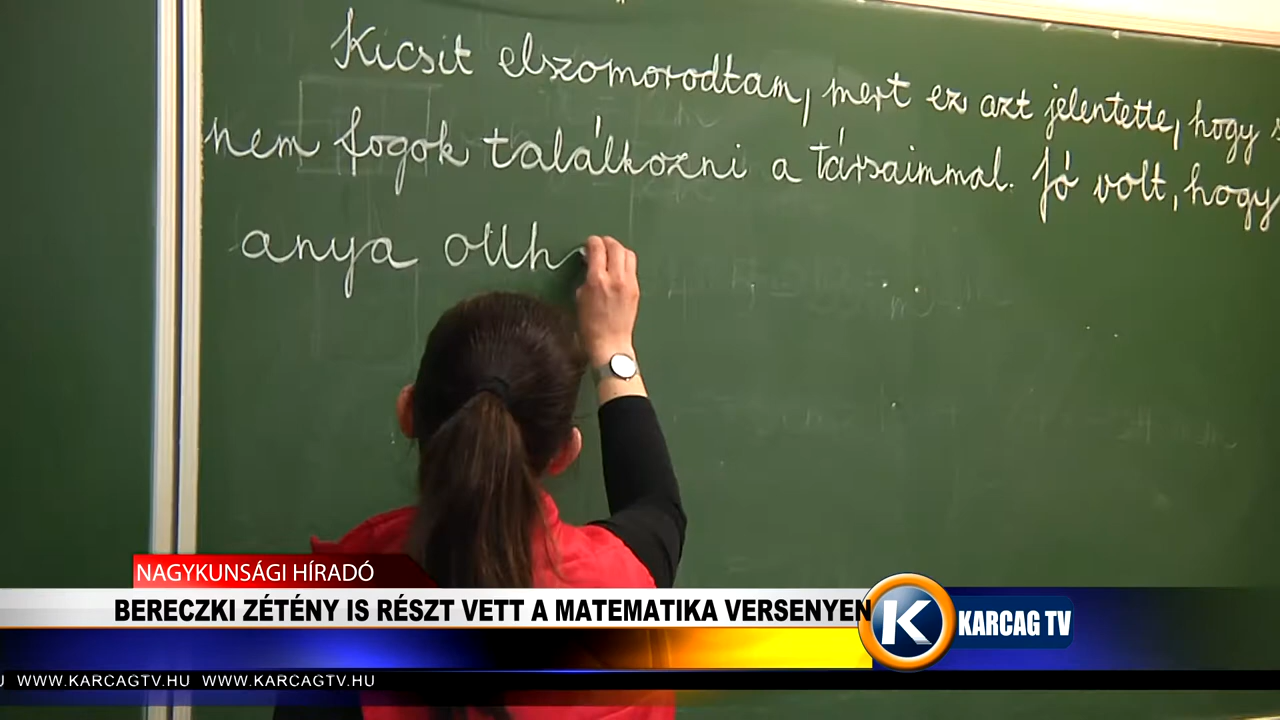 Kicsit elszomorodtam, mert ez azt jelentette, hogy
nem fogok találkozni a társaimmal. Jó volt, hogy
anya otth
NAGYKUNSÁGI HÍRADÓ
BERECZKI ZÉTÉNY IS RÉSZT VETT A MATEMATIKA VERSENYEN
K KARCAG TV
WWW.KARCAGTV.HU WWW.KARCAGTV.HU